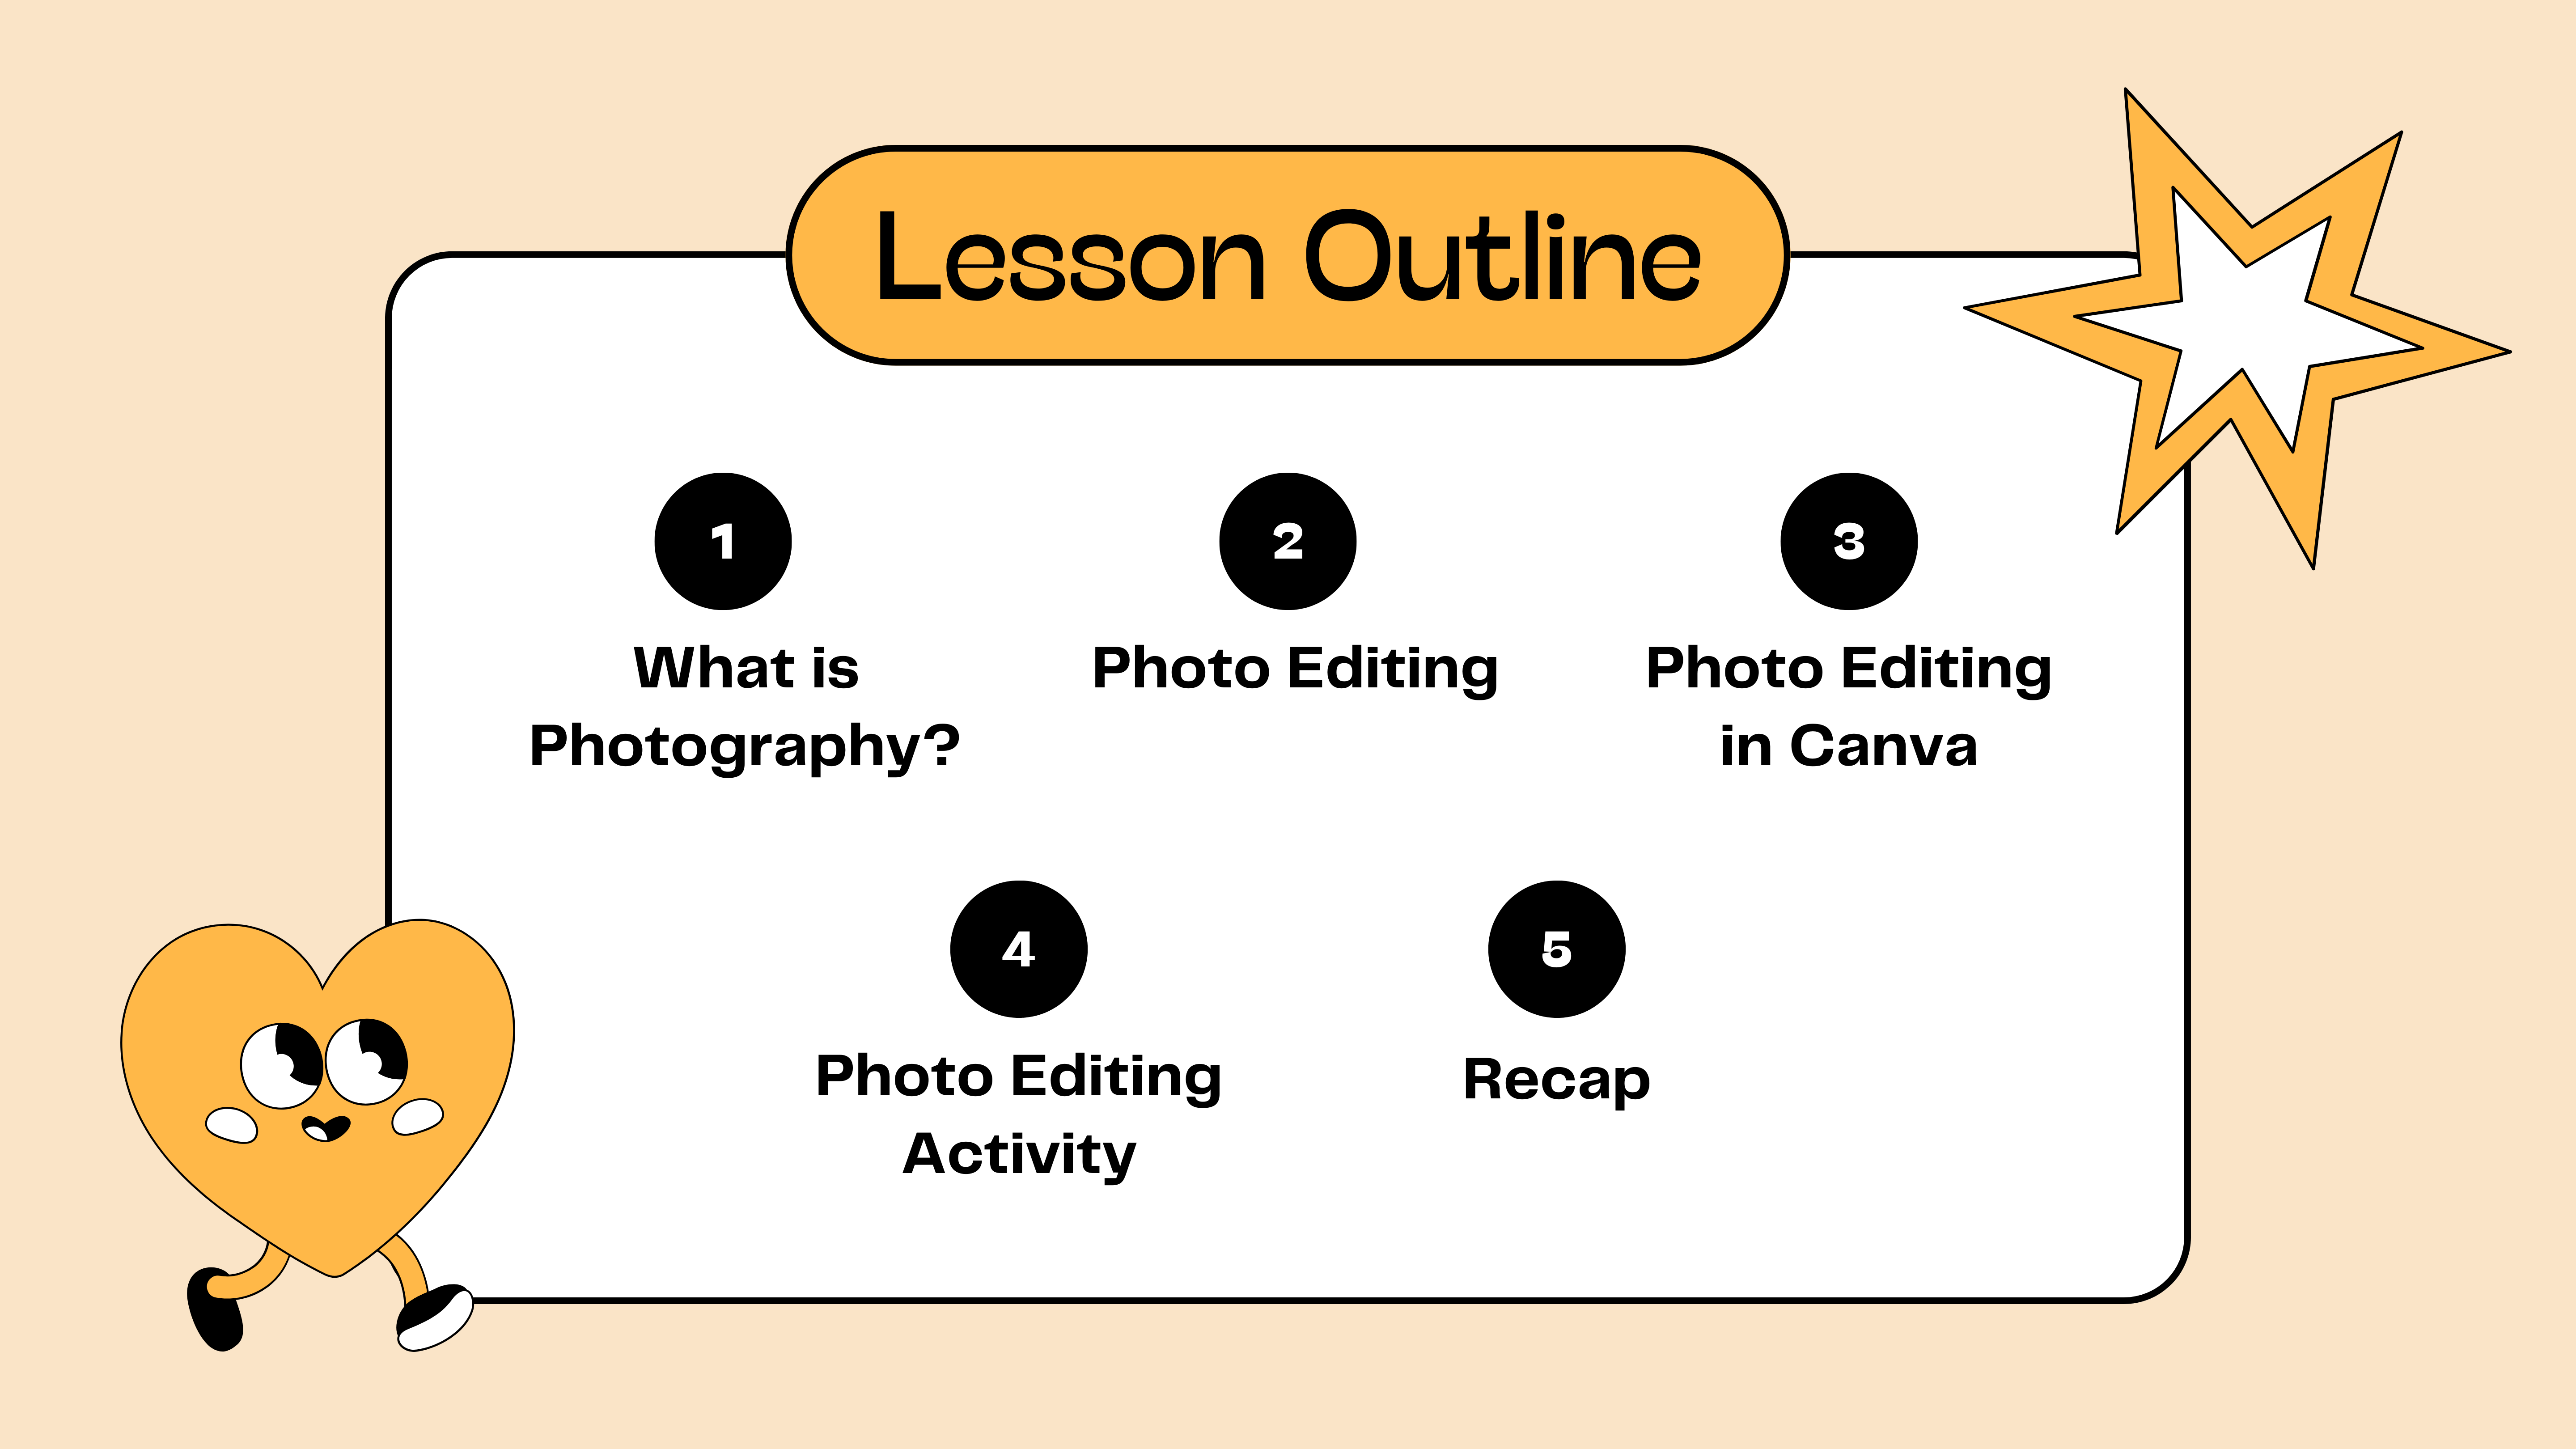 Lesson Outline
1
What is
Photography?
2
Photo Editing
3
Photo Editing
in Canva
4
Photo Editing
Activity
5
Recap